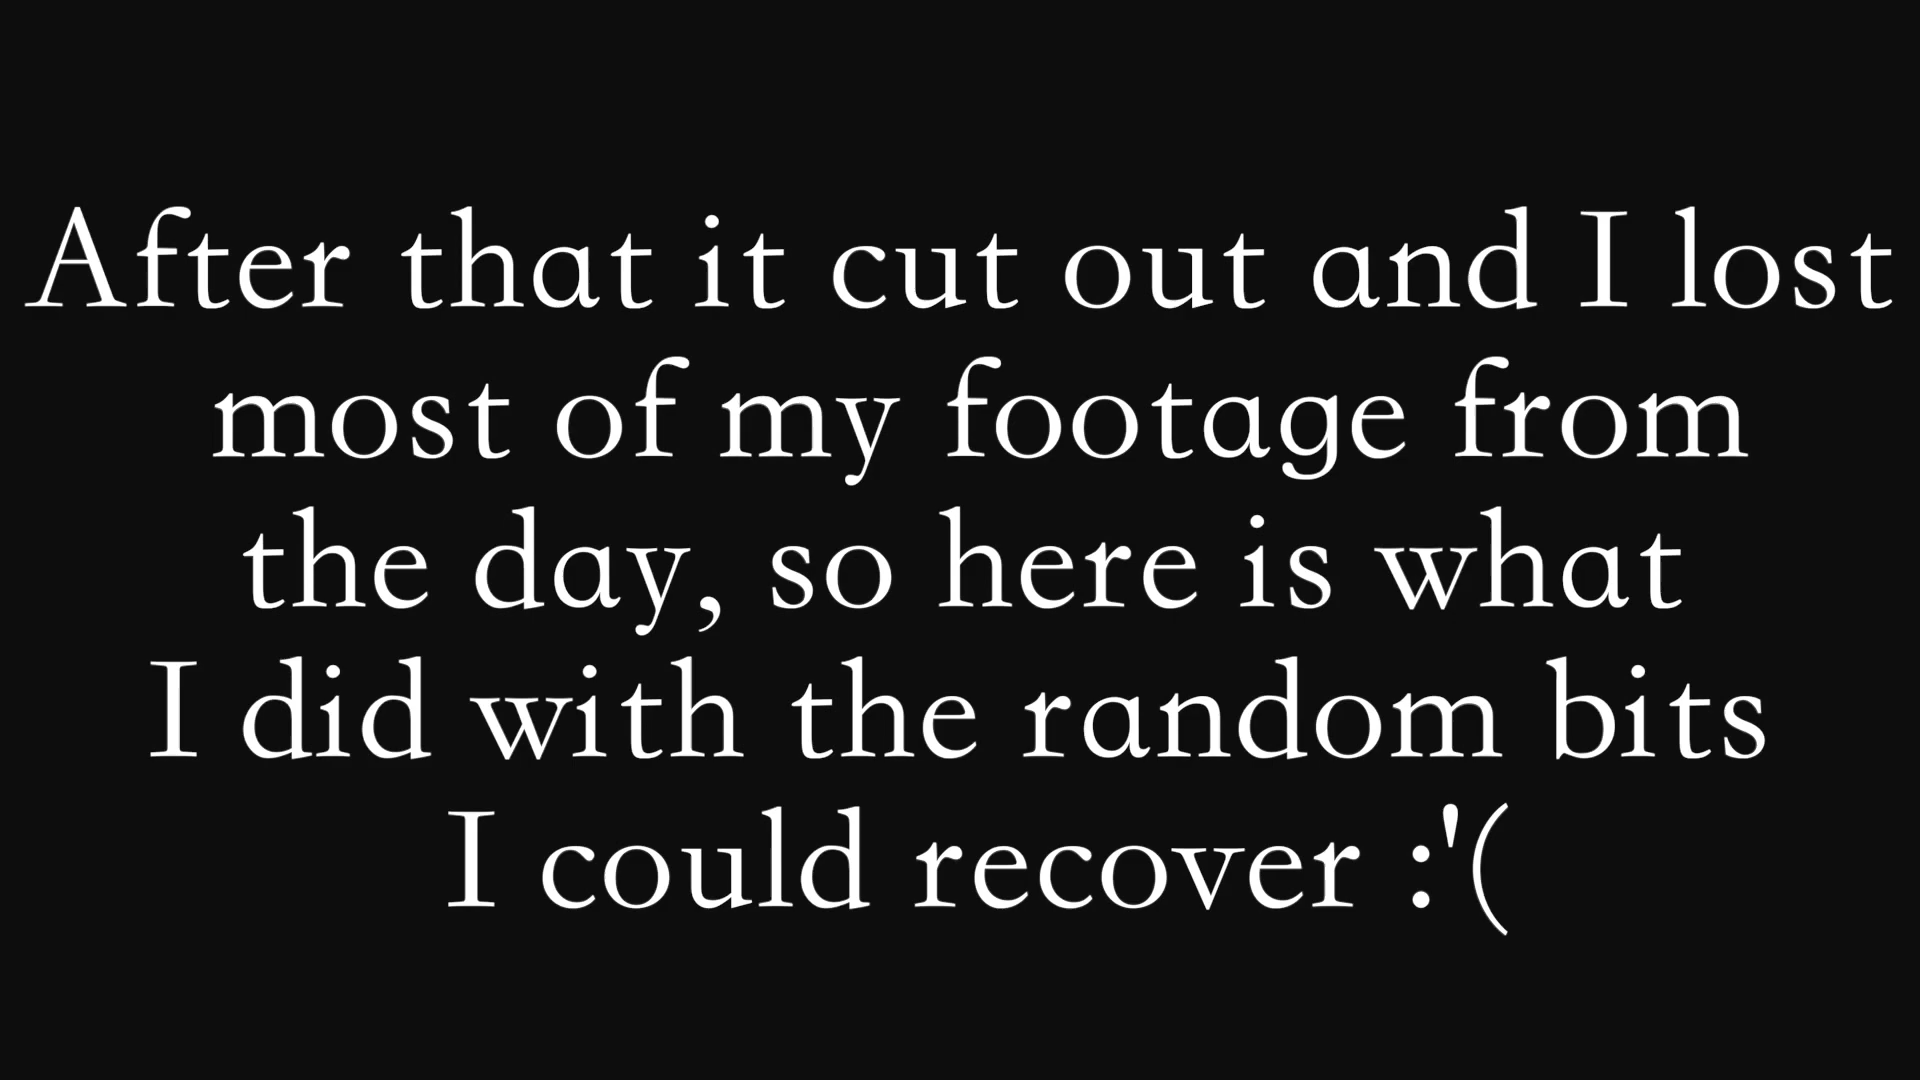 After that it cut out and I lost
most of my footage from
the day, so here is what
I did with the random bits
I could recover :'(